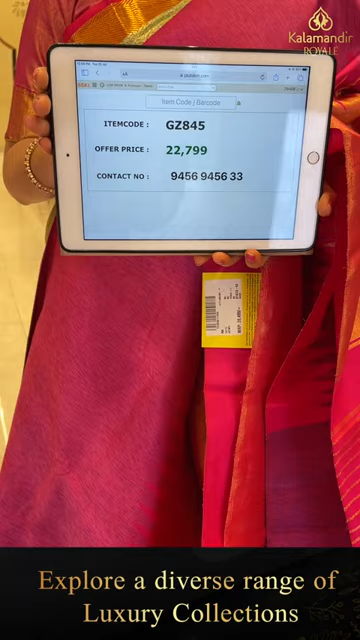 Kalamandir
ROYALE
Item Code / Barcode
ITEMCODE : GZ845
OFFER PRICE : 22,799
CONTACT NO : 9456 9456 33
Explore a diverse range of
Luxury Collections